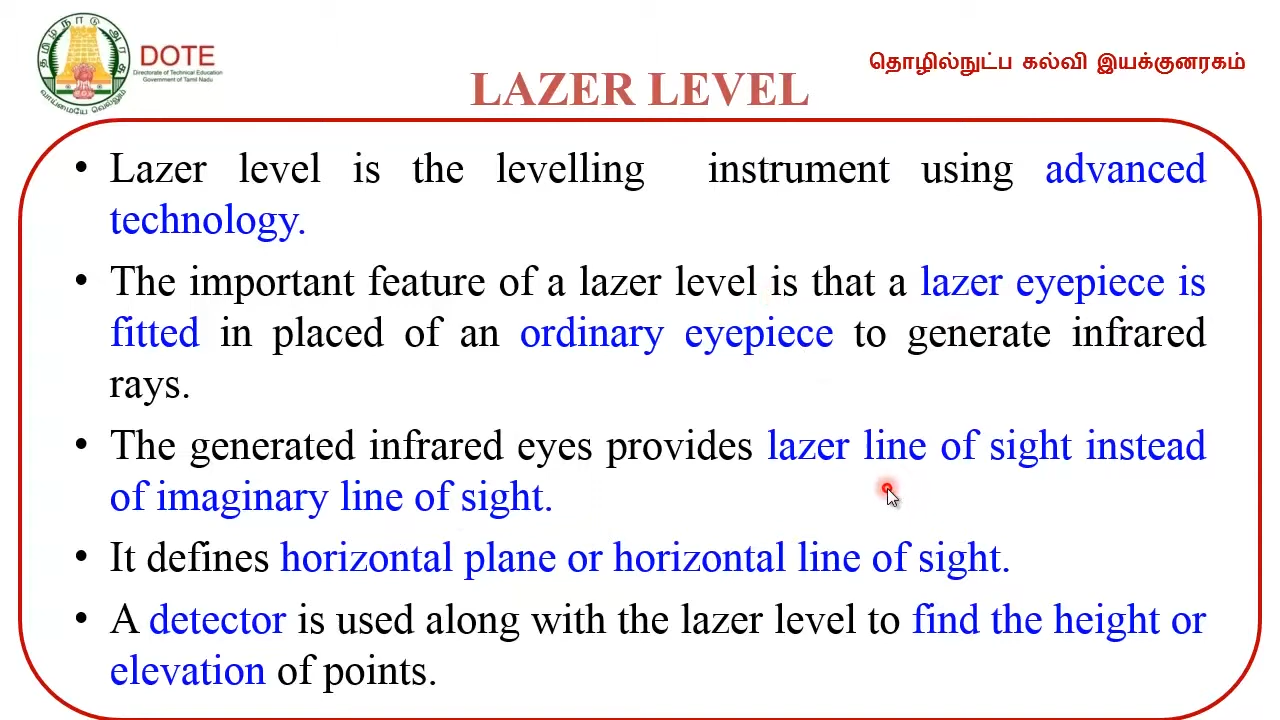 தமிழ்நாடு அரசு
வாய்மையே வெல்லும்
DOTE
Directorate of Technical Education
Government of Tamil Nadu
தொழில்நுட்ப கல்வி இயக்குனரகம்
LAZER LEVEL
• Lazer level is the levelling instrument using advanced
technology.
• The important feature of a lazer level is that a lazer eyepiece is
fitted in placed of an ordinary eyepiece to generate infrared
rays.
• The generated infrared eyes provides lazer line of sight instead
of imaginary line of sight.
• It defines horizontal plane or horizontal line of sight.
• A detector is used along with the lazer level to find the height or
elevation of points.